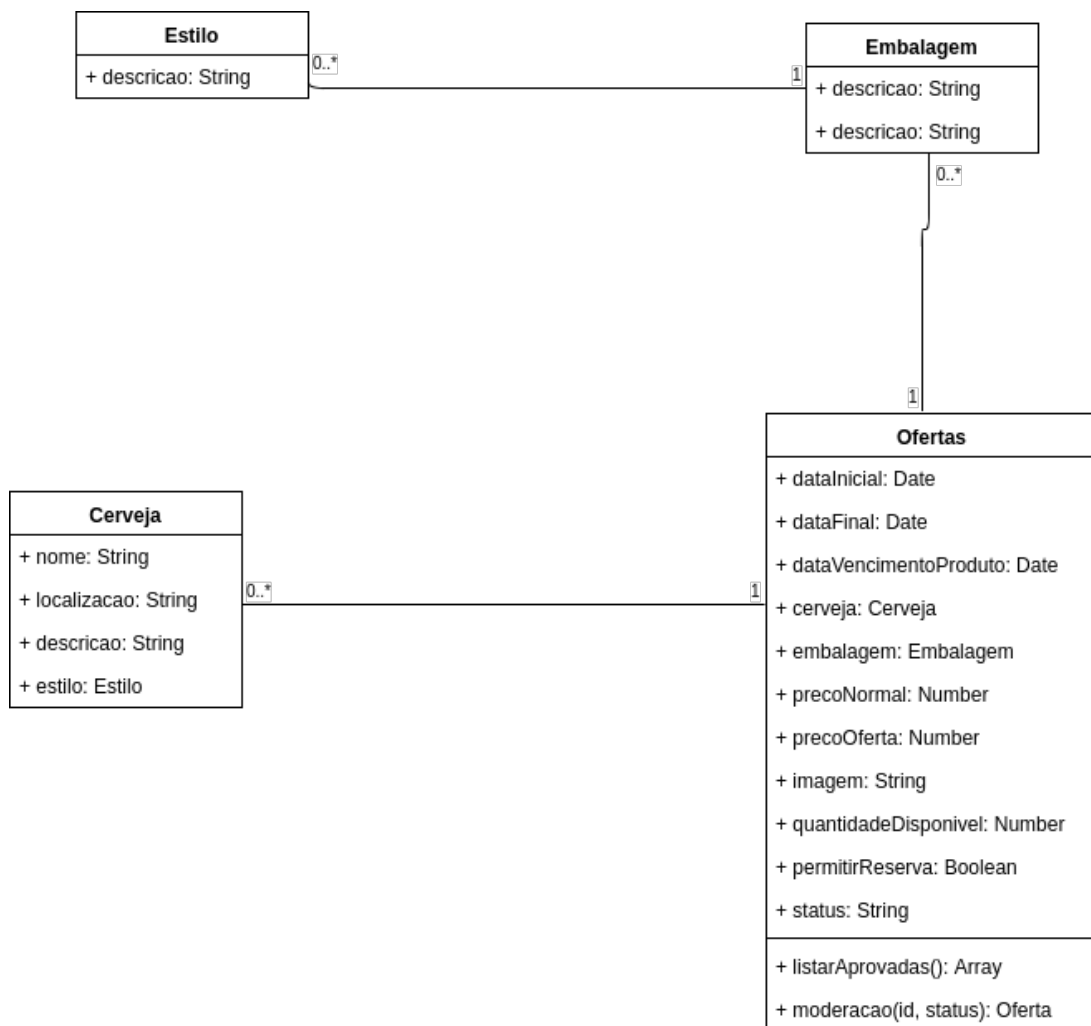 Estilo
+ descricao: String
0..*
1
Embalagem
+ descricao: String
+ descricao: String
0..*
1
Cerveja
+ nome: String
+ localizacao: String
+ descricao: String
+ estilo: Estilo
0..*
1
Ofertas
+ dataInicial: Date
+ dataFinal: Date
+ dataVencimentoProduto: Date
+ cerveja: Cerveja
+ embalagem: Embalagem
+ precoNormal: Number
+ precoOferta: Number
+ imagem: String
+ quantidadeDisponivel: Number
+ permitirReserva: Boolean
+ status: String
+ listarAprovadas(): Array
+ moderacao(id, status): Oferta